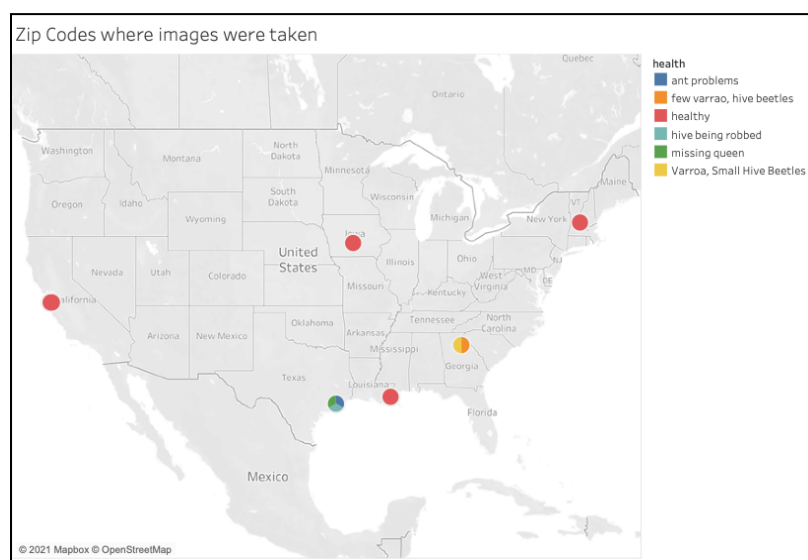 Zip Codes where images were taken
health
ant problems
few varrao, hive beetles
healthy
hive being robbed
missing queen
Varroa, Small Hive Beetles
Quebec
Ontario
Washington
Montana
North
Dakota
Minnesota
Maine
VT
Oregon
Idaho
South
Dakota
Wisconsin
Michigan
New York
Wyoming
Iowa
United
States
Nevada
Utah
Colorado
Illinois
Ohio
NJ
MD
DE
West
Virginia
alifornia
Missouri
Kentucky
Arizona
New Mexico
Oklahoma
Arkansas
Tennessee
North
Carolina
Mississippi
Georgia
Texas
Louisiana
Florida
Mexico
© 2021 Mapbox © OpenStreetMap